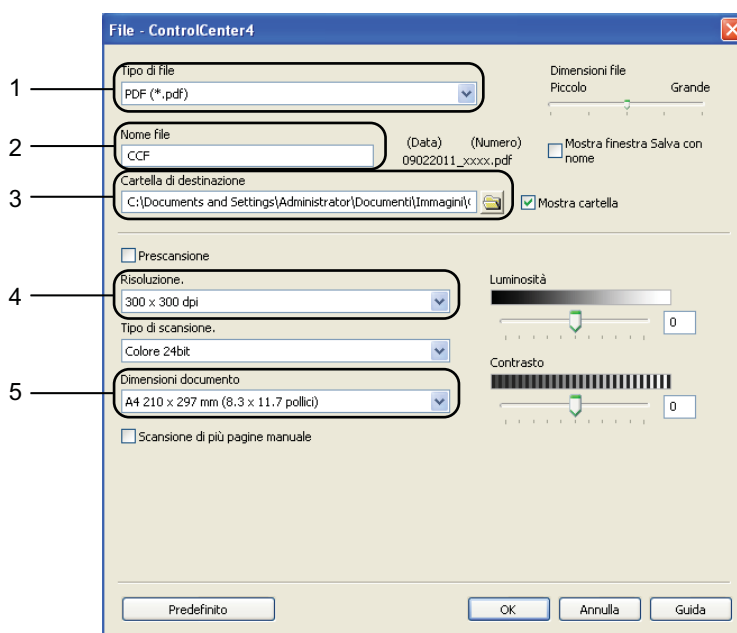 File - ControlCenter4
1
Tipo di file
PDF (*.pdf)
Dimensioni file
Piccolo Grande
2
Nome file
CCF
(Data) (Numero)
09022011_xxxx.pdf
Mostra finestra Salva con
nome
3
Cartella di destinazione
C:\Documents and Settings\Administrator\Documenti\Immagini\
Mostra cartella
Prescansione
4
Risoluzione.
300 x 300 dpi
Luminosità
0
Tipo di scansione.
Colore 24bit
Contrasto
0
5
Dimensioni documento
A4 210 x 297 mm (8.3 x 11.7 pollici)
Scansione di più pagine manuale
Predefinito
OK
Annulla
Guida